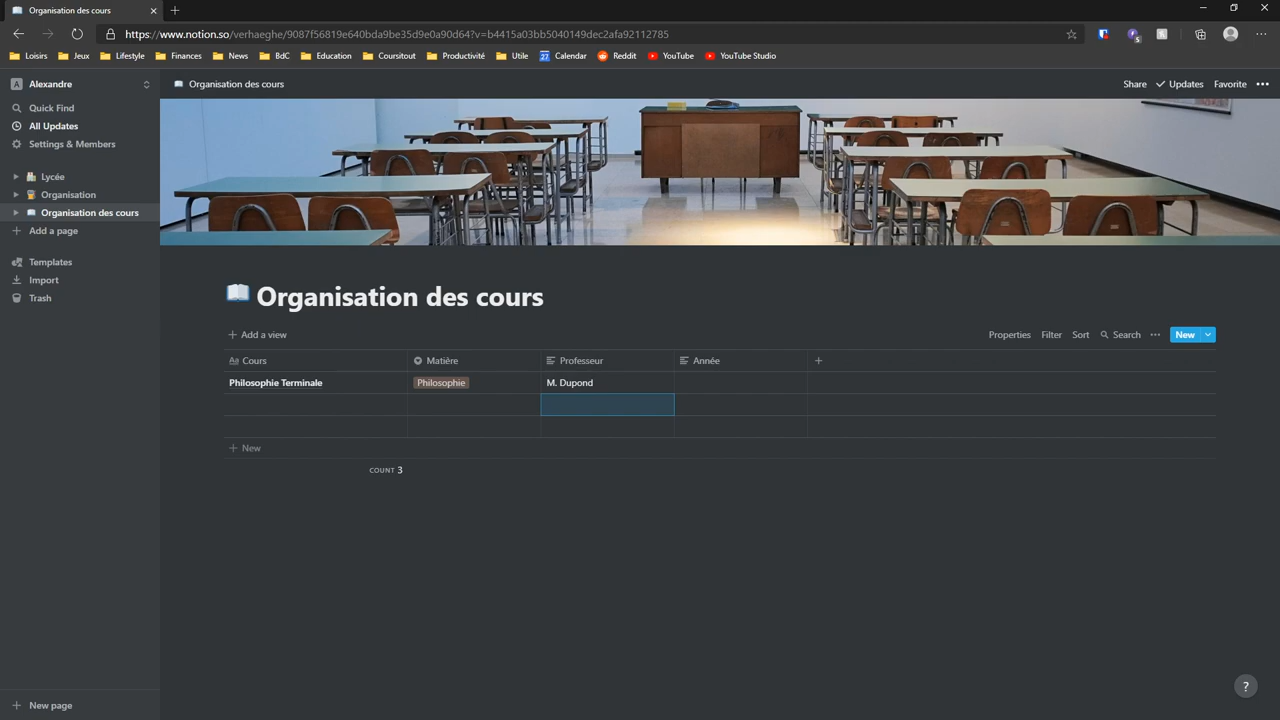 Organisation des cours
https://www.notion.so/verhaeghe/9087f56819e640bda9be35d9e0a90d64?v=b4415a03bb5040149dec2afa92112785
Loisirs Jeux Lifestyle Finances News BdC Education Coursitout Productivité Utile Calendar Reddit YouTube YouTube Studio
A Alexandre
Organisation des cours
Share Updates Favorite
Quick Find
All Updates
Settings & Members
Lycée
Organisation
Organisation des cours
Add a page
Templates
Import
Trash
Organisation des cours
Add a view
Properties Filter Sort Search New
Aa Cours Matière Professeur Année
Philosophie Terminale Philosophie M. Dupond
New
COUNT 3
New page
?